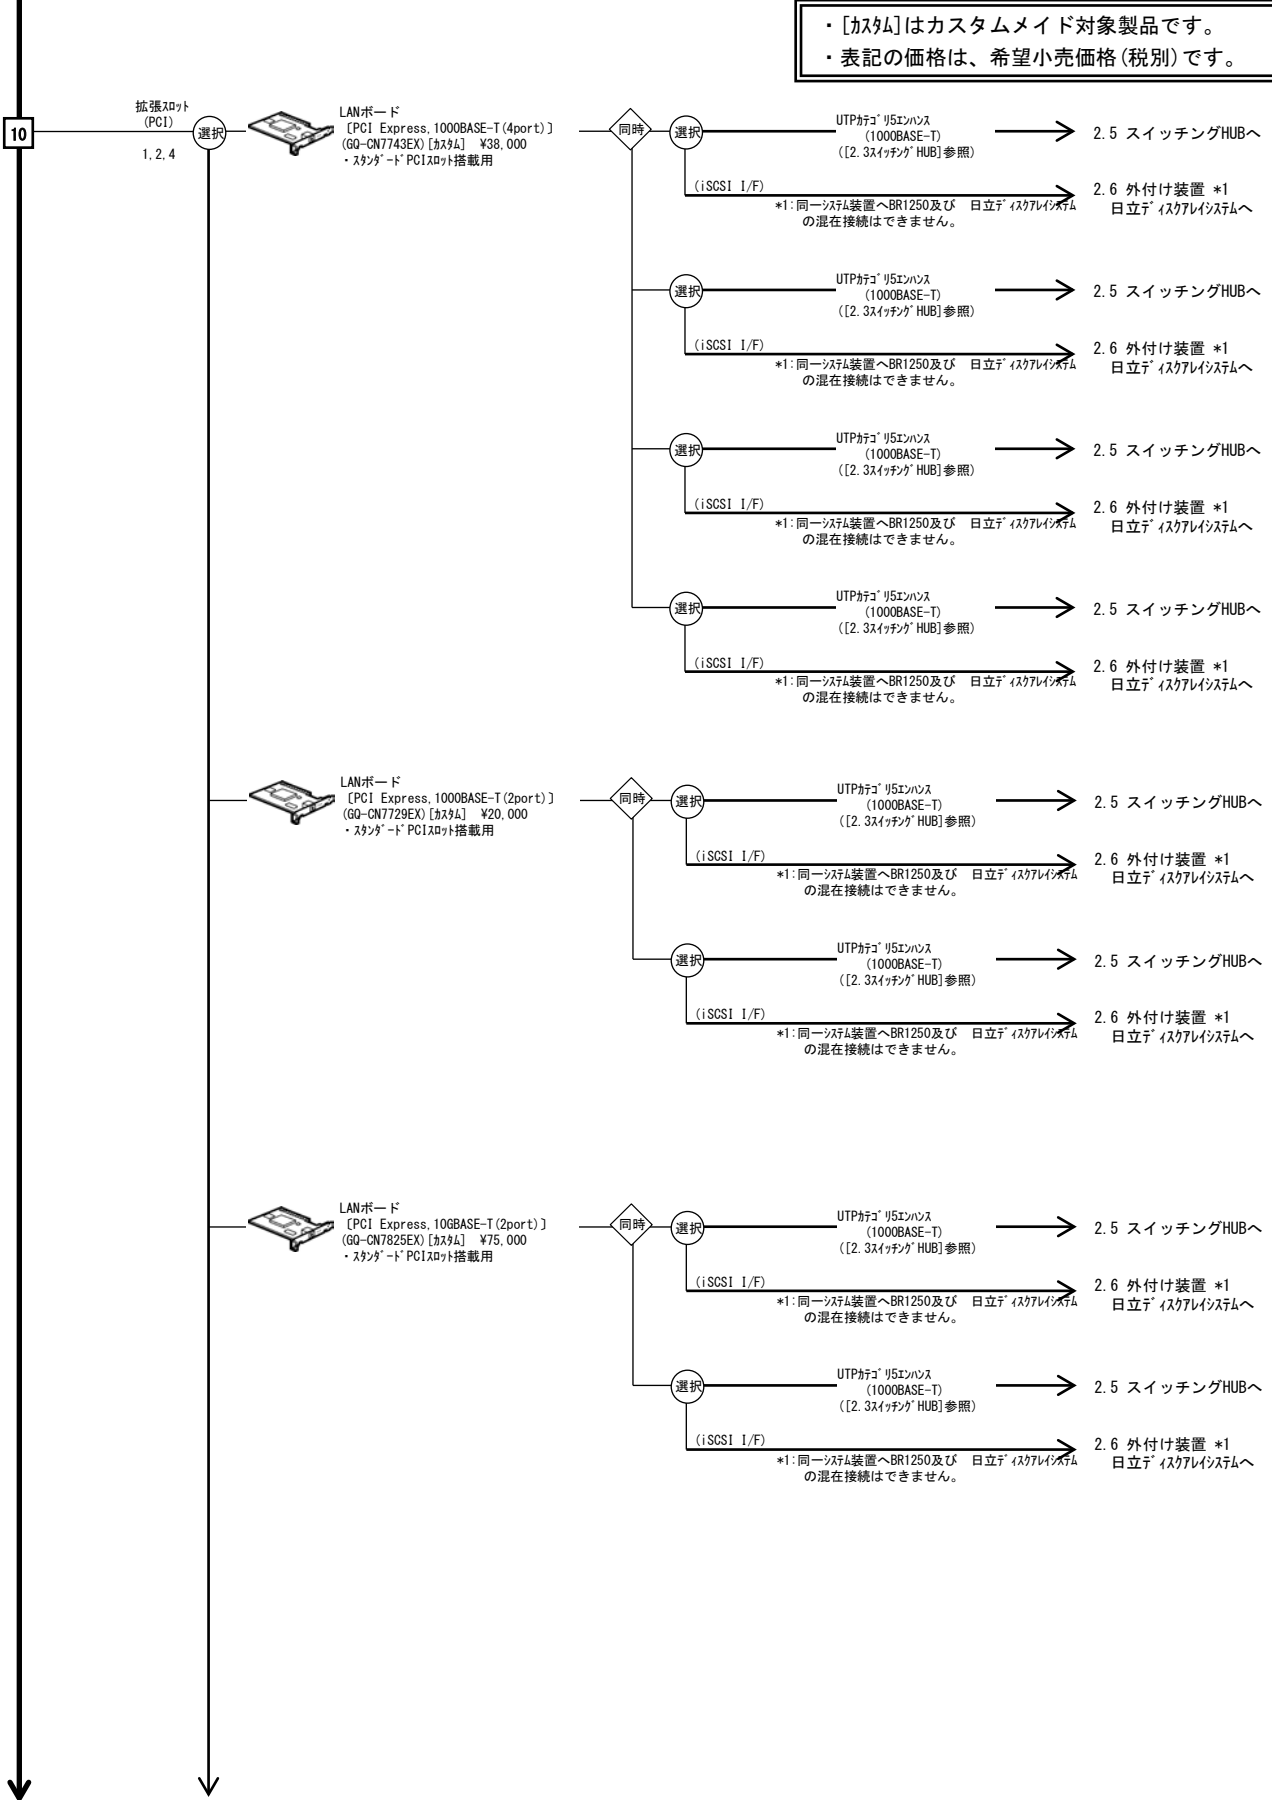 ・[ｶｽﾀﾑ]はカスタムメイド対象製品です。
・表記の価格は、希望小売価格(税別)です。
10
拡張ｽﾛｯﾄ
(PCI)
1,2,4
選択
LANボード
〔PCI Express,1000BASE-T(4port)〕
(GQ-CN7743EX)[ｶｽﾀﾑ] ¥38,000
・ｽﾀﾝﾀﾞｰﾄﾞPCIｽﾛｯﾄ搭載用
同時
選択
UTPｶﾃｺﾞﾘ5ｴﾝﾊﾝｽ
(1000BASE-T)
([2.3ｽｲｯﾁﾝｸﾞHUB]参照)
2.5 スイッチングHUBへ
(iSCSI I/F)
*1:同一ｼｽﾃﾑ装置へBR1250及び 日立ﾃﾞｨｽｸｱﾚｲｼｽﾃﾑ
の混在接続はできません。
2.6 外付け装置 *1
日立ﾃﾞｨｽｸｱﾚｲｼｽﾃﾑへ
選択
UTPｶﾃｺﾞﾘ5ｴﾝﾊﾝｽ
(1000BASE-T)
([2.3ｽｲｯﾁﾝｸﾞHUB]参照)
2.5 スイッチングHUBへ
(iSCSI I/F)
*1:同一ｼｽﾃﾑ装置へBR1250及び 日立ﾃﾞｨｽｸｱﾚｲｼｽﾃﾑ
の混在接続はできません。
2.6 外付け装置 *1
日立ﾃﾞｨｽｸｱﾚｲｼｽﾃﾑへ
選択
UTPｶﾃｺﾞﾘ5ｴﾝﾊﾝｽ
(1000BASE-T)
([2.3ｽｲｯﾁﾝｸﾞHUB]参照)
2.5 スイッチングHUBへ
(iSCSI I/F)
*1:同一ｼｽﾃﾑ装置へBR1250及び 日立ﾃﾞｨｽｸｱﾚｲｼｽﾃﾑ
の混在接続はできません。
2.6 外付け装置 *1
日立ﾃﾞｨｽｸｱﾚｲｼｽﾃﾑへ
選択
UTPｶﾃｺﾞﾘ5ｴﾝﾊﾝｽ
(1000BASE-T)
([2.3ｽｲｯﾁﾝｸﾞHUB]参照)
2.5 スイッチングHUBへ
(iSCSI I/F)
*1:同一ｼｽﾃﾑ装置へBR1250及び 日立ﾃﾞｨｽｸｱﾚｲｼｽﾃﾑ
の混在接続はできません。
2.6 外付け装置 *1
日立ﾃﾞｨｽｸｱﾚｲｼｽﾃﾑへ
LANボード
〔PCI Express,1000BASE-T(2port)〕
(GQ-CN7729EX)[ｶｽﾀﾑ] ¥20,000
・ｽﾀﾝﾀﾞｰﾄﾞPCIｽﾛｯﾄ搭載用
同時
選択
UTPｶﾃｺﾞﾘ5ｴﾝﾊﾝｽ
(1000BASE-T)
([2.3ｽｲｯﾁﾝｸﾞHUB]参照)
2.5 スイッチングHUBへ
(iSCSI I/F)
*1:同一ｼｽﾃﾑ装置へBR1250及び 日立ﾃﾞｨｽｸｱﾚｲｼｽﾃﾑ
の混在接続はできません。
2.6 外付け装置 *1
日立ﾃﾞｨｽｸｱﾚｲｼｽﾃﾑへ
選択
UTPｶﾃｺﾞﾘ5ｴﾝﾊﾝｽ
(1000BASE-T)
([2.3ｽｲｯﾁﾝｸﾞHUB]参照)
2.5 スイッチングHUBへ
(iSCSI I/F)
*1:同一ｼｽﾃﾑ装置へBR1250及び 日立ﾃﾞｨｽｸｱﾚｲｼｽﾃﾑ
の混在接続はできません。
2.6 外付け装置 *1
日立ﾃﾞｨｽｸｱﾚｲｼｽﾃﾑへ
LANボード
〔PCI Express,10GBASE-T(2port)〕
(GQ-CN7825EX)[ｶｽﾀﾑ] ¥75,000
・ｽﾀﾝﾀﾞｰﾄﾞPCIｽﾛｯﾄ搭載用
同時
選択
UTPｶﾃｺﾞﾘ5ｴﾝﾊﾝｽ
(1000BASE-T)
([2.3ｽｲｯﾁﾝｸﾞHUB]参照)
2.5 スイッチングHUBへ
(iSCSI I/F)
*1:同一ｼｽﾃﾑ装置へBR1250及び 日立ﾃﾞｨｽｸｱﾚｲｼｽﾃﾑ
の混在接続はできません。
2.6 外付け装置 *1
日立ﾃﾞｨｽｸｱﾚｲｼｽﾃﾑへ
選択
UTPｶﾃｺﾞﾘ5ｴﾝﾊﾝｽ
(1000BASE-T)
([2.3ｽｲｯﾁﾝｸﾞHUB]参照)
2.5 スイッチングHUBへ
(iSCSI I/F)
*1:同一ｼｽﾃﾑ装置へBR1250及び 日立ﾃﾞｨｽｸｱﾚｲｼｽﾃﾑ
の混在接続はできません。
2.6 外付け装置 *1
日立ﾃﾞｨｽｸｱﾚｲｼｽﾃﾑへ